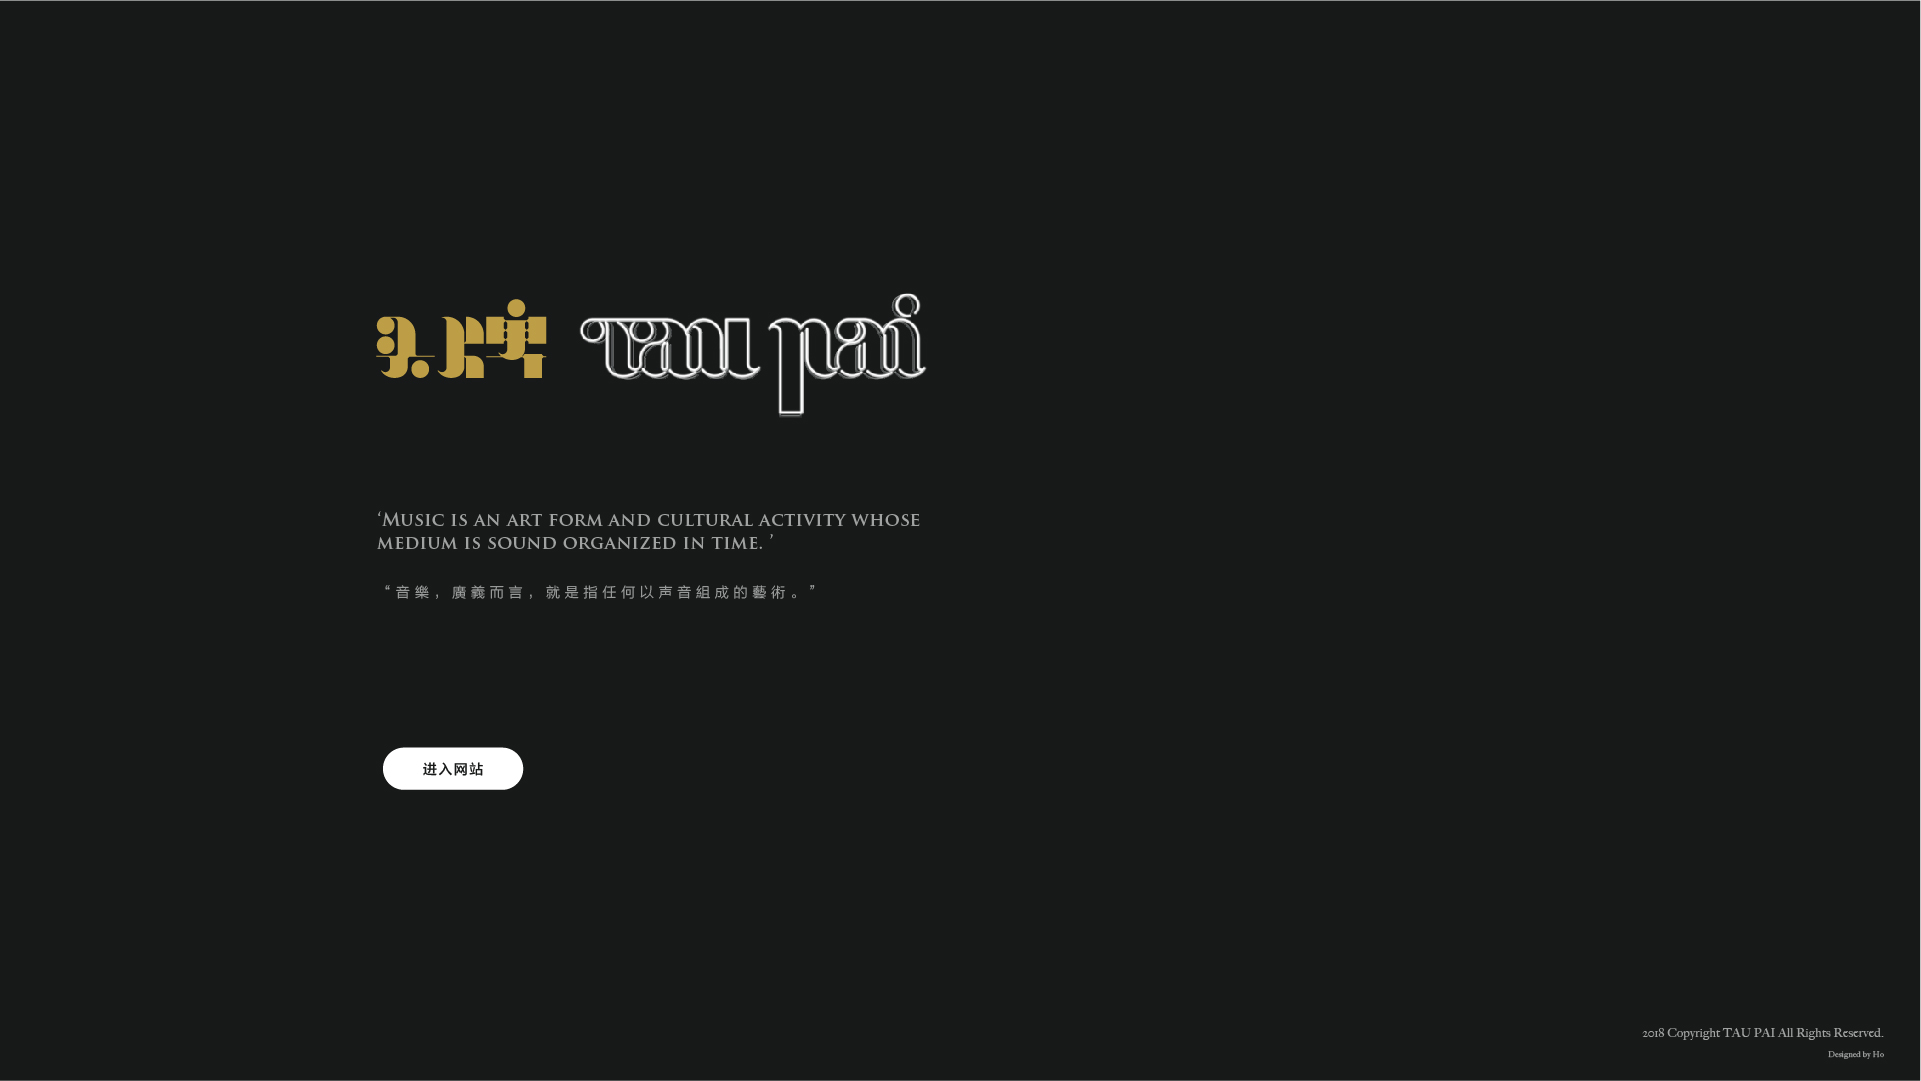 tau pai
‘Music is an art form and cultural activity whose
medium is sound organized in time. ’
“音樂，廣義而言，就是指任何以声音組成的藝術。”
进入网站
2018 Copyright TAU PAI All Rights Reserved.
Designed by Ho